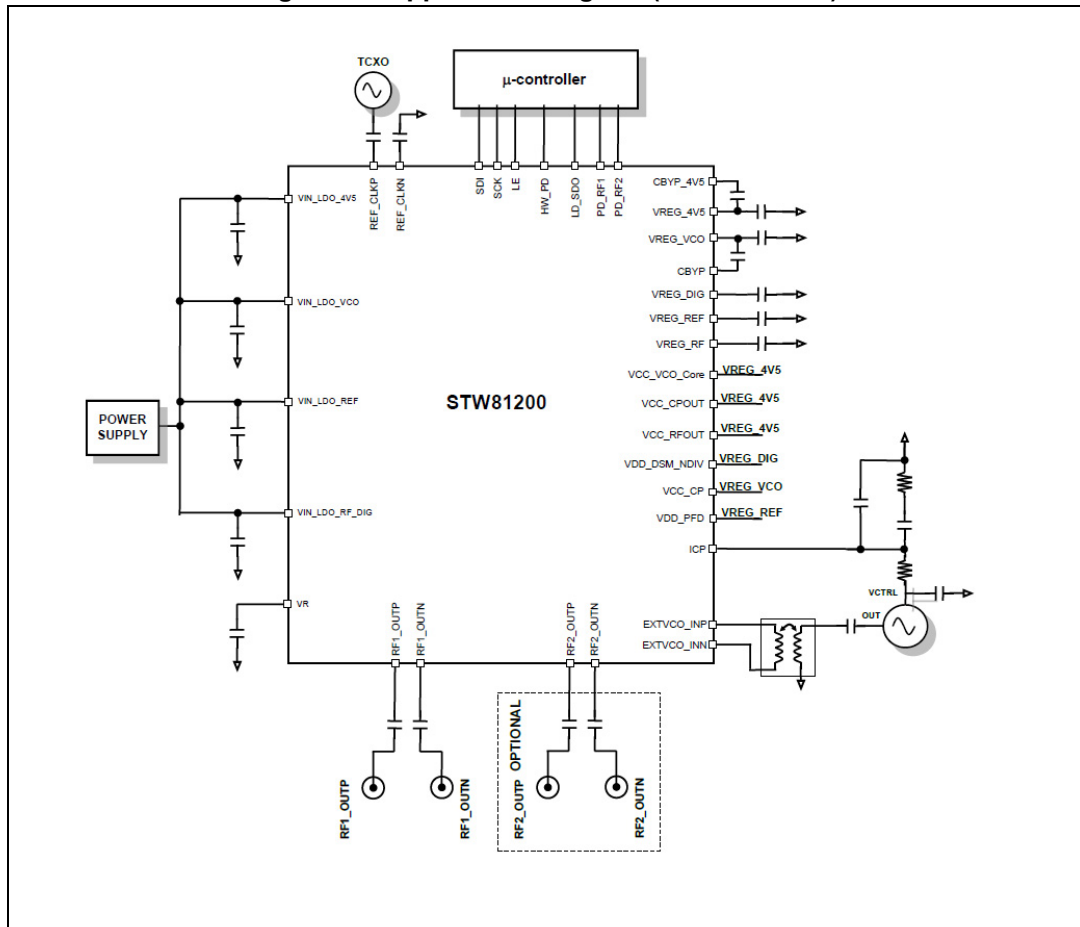 TCXO
μ-controller
REF_CLKP
REF_CLKN
SDI
SCK
LE
HW_PD
LD_SDO
PD_RF1
PD_RF2
VIN_LDO_4V5
VIN_LDO_VCO
VIN_LDO_REF
VIN_LDO_RF_DIG
VR
POWER
SUPPLY
STW81200
CBYP_4V5
VREG_4V5
VREG_VCO
CBYP
VREG_DIG
VREG_REF
VREG_RF
VCC_VCO_Core VREG_4V5
VCC_CPOUT VREG_4V5
VCC_RFOUT VREG_4V5
VDD_DSM_NDIV VREG_DIG
VCC_CP VREG_VCO
VDD_PFD VREG_REF
ICP
VCTRL
OUT
EXTVCO_INP
EXTVCO_INN
RF1_OUTP
RF1_OUTN
RF2_OUTP
RF2_OUTN
OPTIONAL
RF1_OUTP
RF1_OUTN
RF2_OUTP
RF2_OUTN